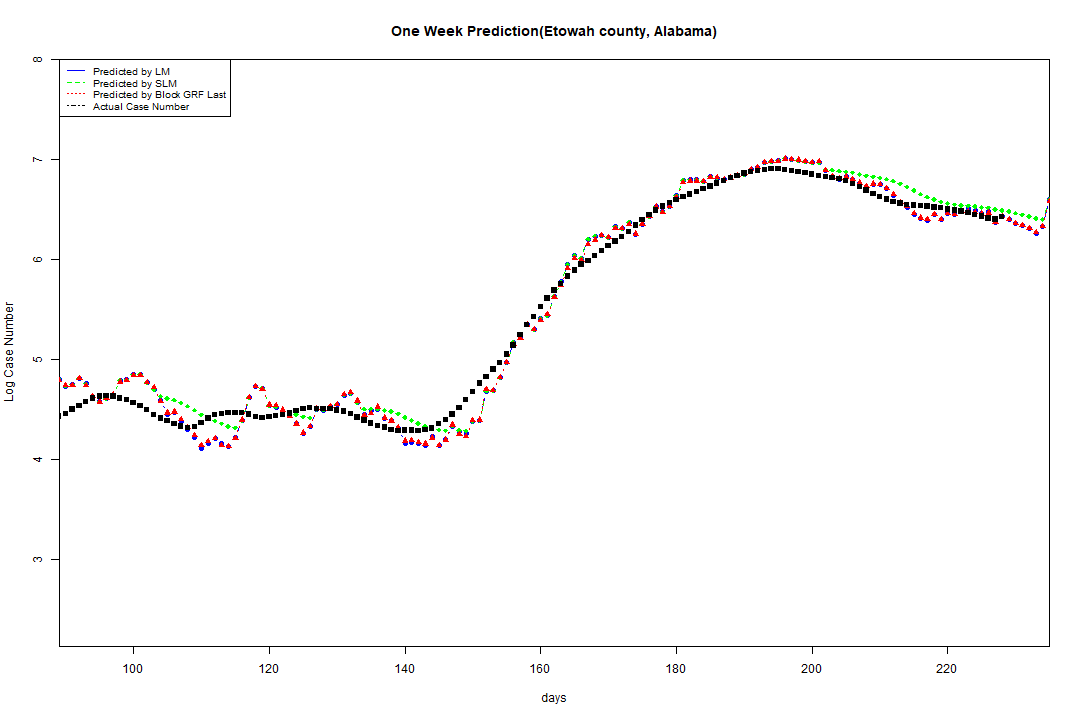 One Week Prediction(Etowah county, Alabama)
Predicted by LM
Predicted by SLM
Predicted by Block GRF Last
Actual Case Number
8
7
6
5
4
3
Log Case Number
100 120 140 160 180 200 220
days